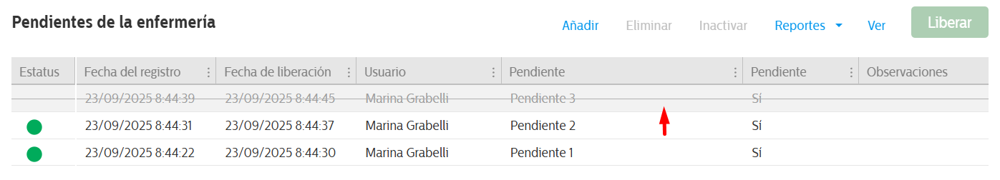 Pendientes de la enfermería
Añadir Eliminar Inactivar Reportes Ver Liberar
Estatus Fecha del registro Fecha de liberación Usuario Pendiente Pendiente Observaciones
23/09/2025 8:44:39 23/09/2025 8:44:45 Marina Grabelli Pendiente 3 Sí
23/09/2025 8:44:31 23/09/2025 8:44:37 Marina Grabelli Pendiente 2 Sí
23/09/2025 8:44:22 23/09/2025 8:44:30 Marina Grabelli Pendiente 1 Sí